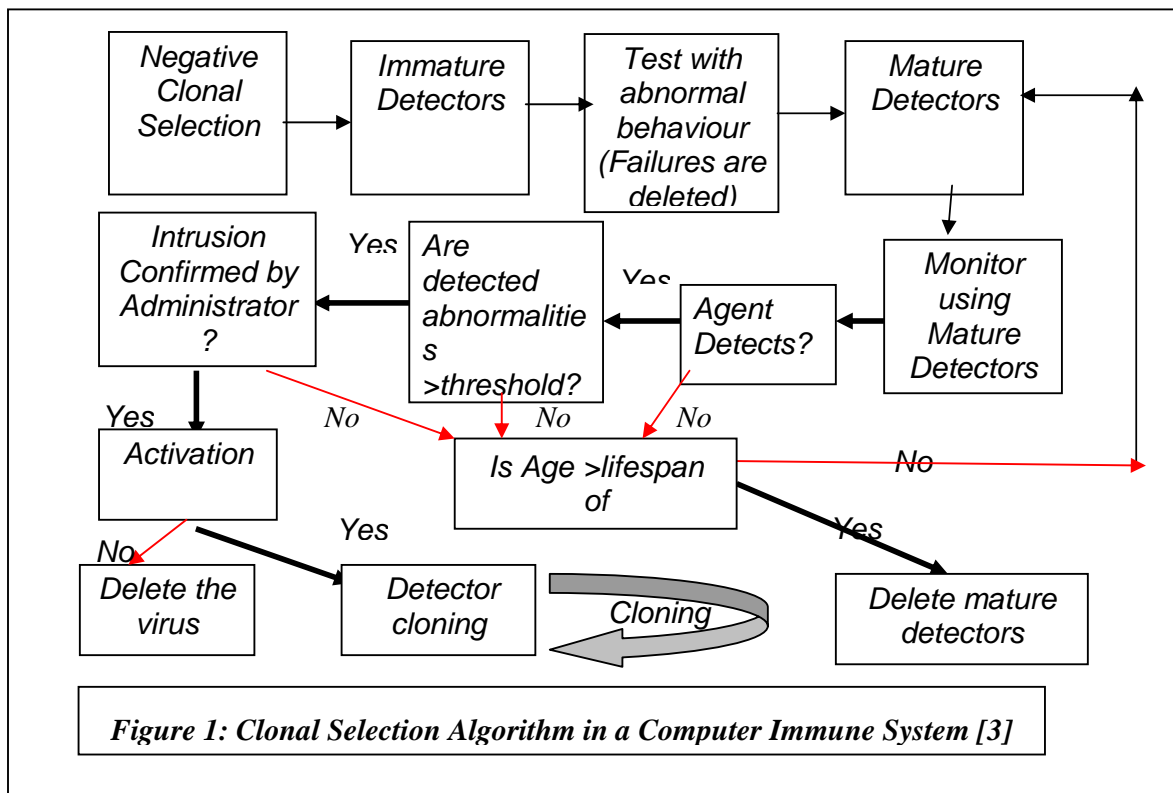 Negative
Clonal
Selection
Immature
Detectors
Test with
abnormal
behaviour
(Failures are
deleted)
Mature
Detectors
Intrusion
Confirmed by
Administrator
?
Yes
Are
detected
abnormalitie
s
>threshold?
Yes
Agent
Detects?
Monitor
using
Mature
Detectors
Yes
No
No
No
Activation
Is Age >lifespan
of
No
No
Yes
Yes
Delete the
virus
Detector
cloning
Cloning
Delete mature
detectors
Figure 1: Clonal Selection Algorithm in a Computer Immune System [3]